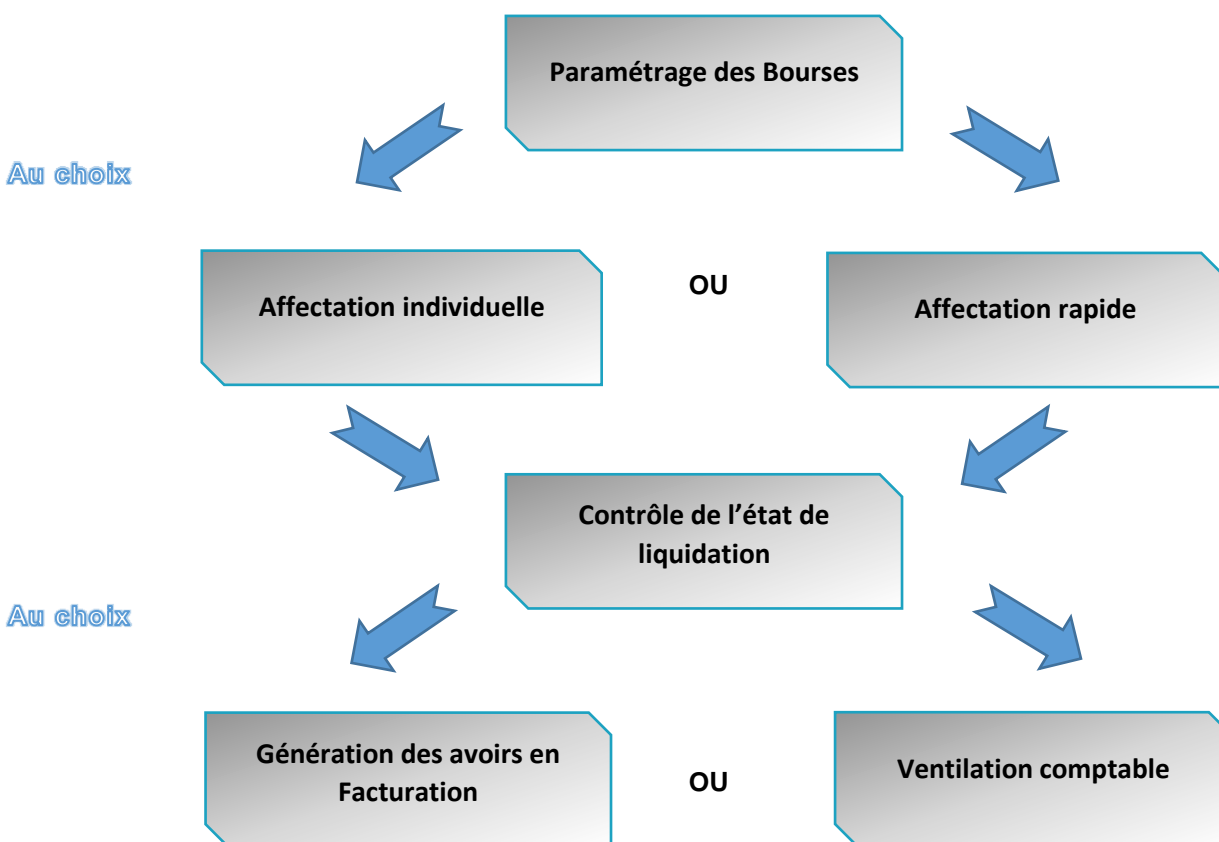 Paramétrage des Bourses
Au choix
Affectation individuelle
OU
Affectation rapide
Contrôle de l’état de
liquidation
Au choix
Génération des avoirs en
Facturation
OU
Ventilation comptable